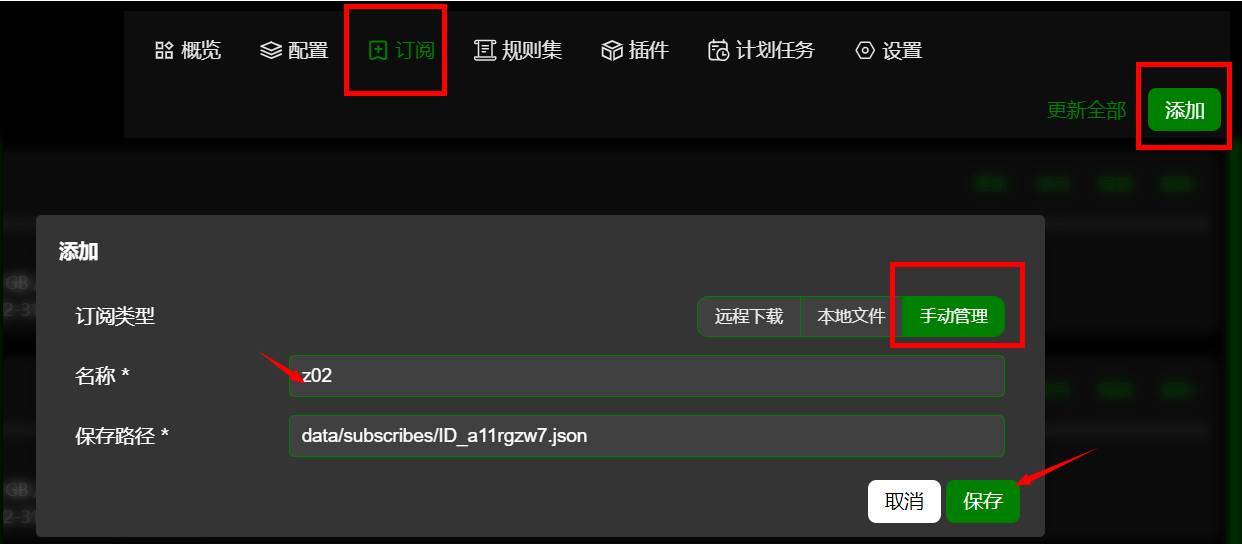 概览 配置 订阅 规则集 插件 计划任务 设置
更新全部 添加
添加
订阅类型 远程下载 本地文件 手动管理
名称 * z02
保存路径 * data/subscribes/ID_a11rgzw7.json
取消 保存